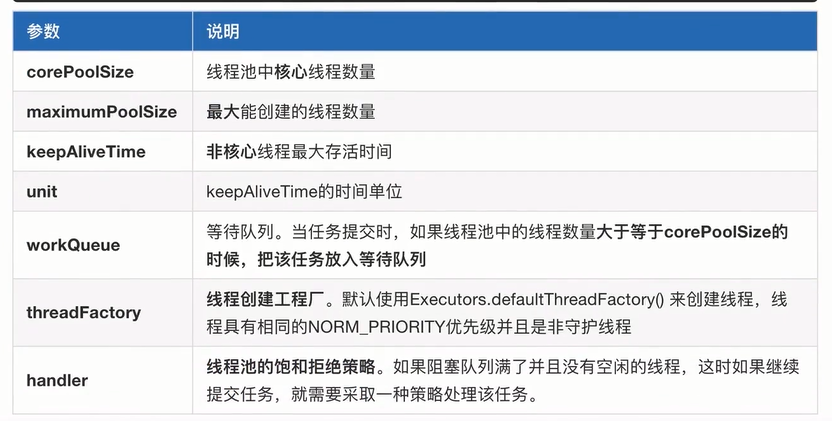 参数 说明
corePoolSize 线程池中核心线程数量
maximumPoolSize 最大能创建的线程数量
keepAliveTime 非核心线程最大存活时间
unit keepAliveTime的时间单位
workQueue 等待队列。当任务提交时，如果线程池中的线程数量大于等于corePoolSize的
时候，把该任务放入等待队列
threadFactory 线程创建工程厂。默认使用Executors.defaultThreadFactory() 来创建线程，线
程具有相同的NORM_PRIORITY优先级并且是非守护线程
handler 线程池的饱和拒绝策略。如果阻塞队列满了并且没有空闲的线程，这时如果继续
提交任务，就需要采取一种策略处理该任务。